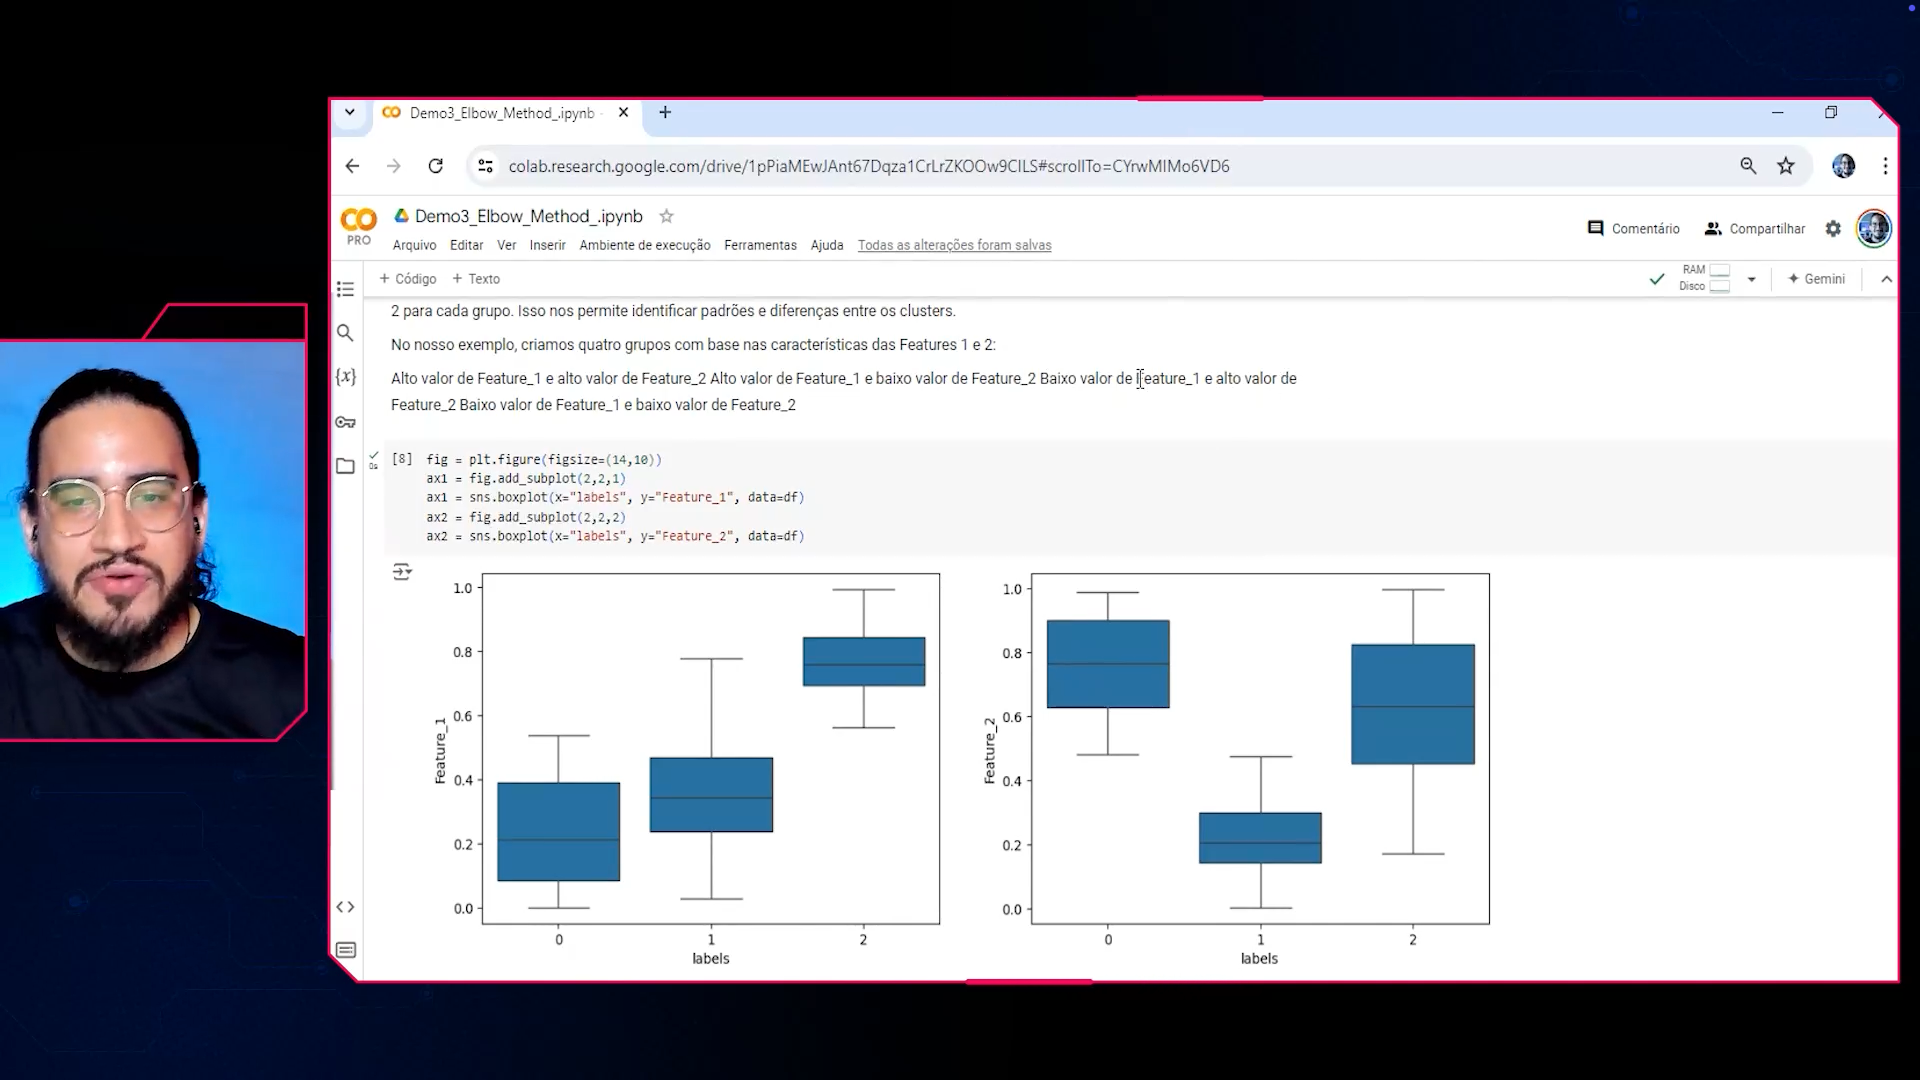 Demo3_Elbow_Method_.ipynb
colab.research.google.com/drive/1pPiaMEwJAnt67Dqza1CrLrZKOOw9CILS#scrollTo=CYrwMIMo6VD6
CO
PRO
Demo3_Elbow_Method_.ipynb
Comentário
Compartilhar
Arquivo Editar Ver Inserir Ambiente de execução Ferramentas Ajuda Todas as alterações foram salvas
+ Código + Texto
RAM
Disco
Gemini
2 para cada grupo. Isso nos permite identificar padrões e diferenças entre os clusters.
No nosso exemplo, criamos quatro grupos com base nas características das Features 1 e 2:
Alto valor de Feature_1 e alto valor de Feature_2 Alto valor de Feature_1 e baixo valor de Feature_2 Baixo valor de Feature_1 e alto valor de
Feature_2 Baixo valor de Feature_1 e baixo valor de Feature_2
{x}
0s
[8] fig = plt.figure(figsize=(14,10))
ax1 = fig.add_subplot(2,2,1)
ax1 = sns.boxplot(x="labels", y="Feature_1", data=df)
ax2 = fig.add_subplot(2,2,2)
ax2 = sns.boxplot(x="labels", y="Feature_2", data=df)
1.0
0.8
0.6
0.4
0.2
0.0
Feature_1
0 1 2
labels
1.0
0.8
0.6
0.4
0.2
0.0
Feature_2
0 1 2
labels